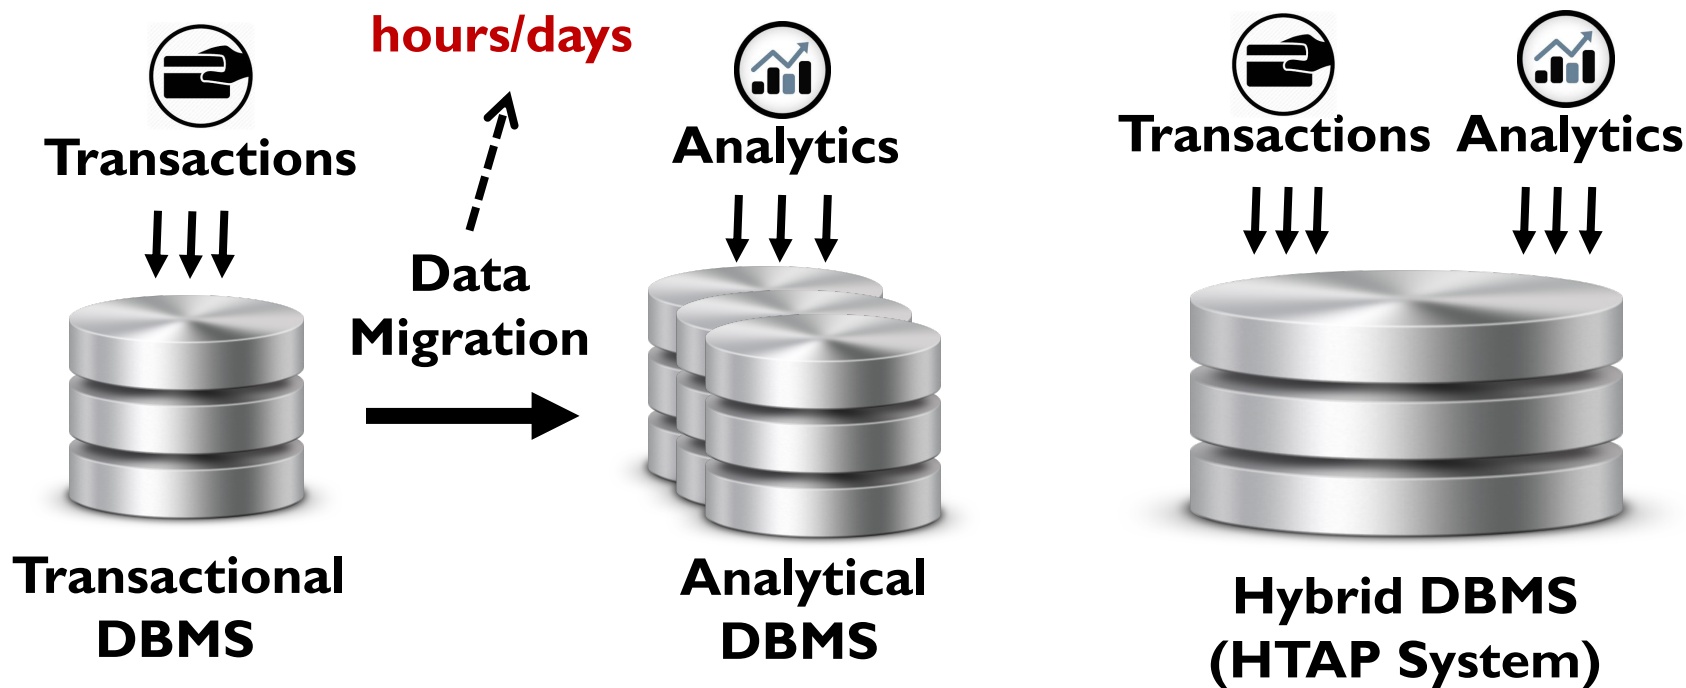 hours/days
Transactions
Analytics
Data
Migration
Transactional
DBMS
Analytical
DBMS
Transactions
Analytics
Hybrid DBMS
(HTAP System)